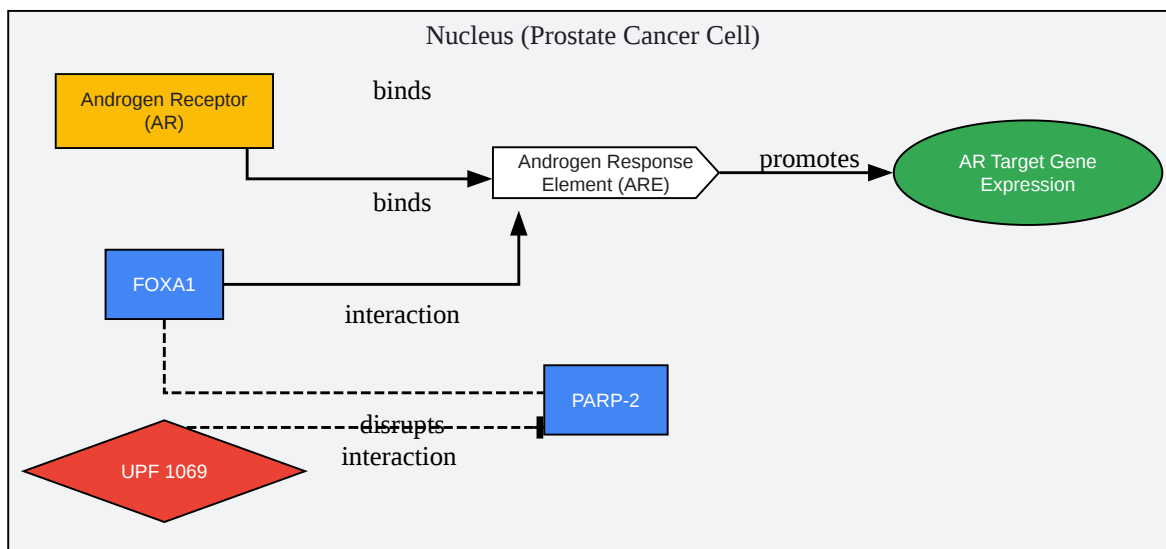 Nucleus (Prostate Cancer Cell)
Androgen Receptor
(AR)
binds
Androgen Response
Element (ARE)
promotes
AR Target Gene
Expression
binds
FOXA1
interaction
PARP-2
disrupts
interaction
UPF 1069